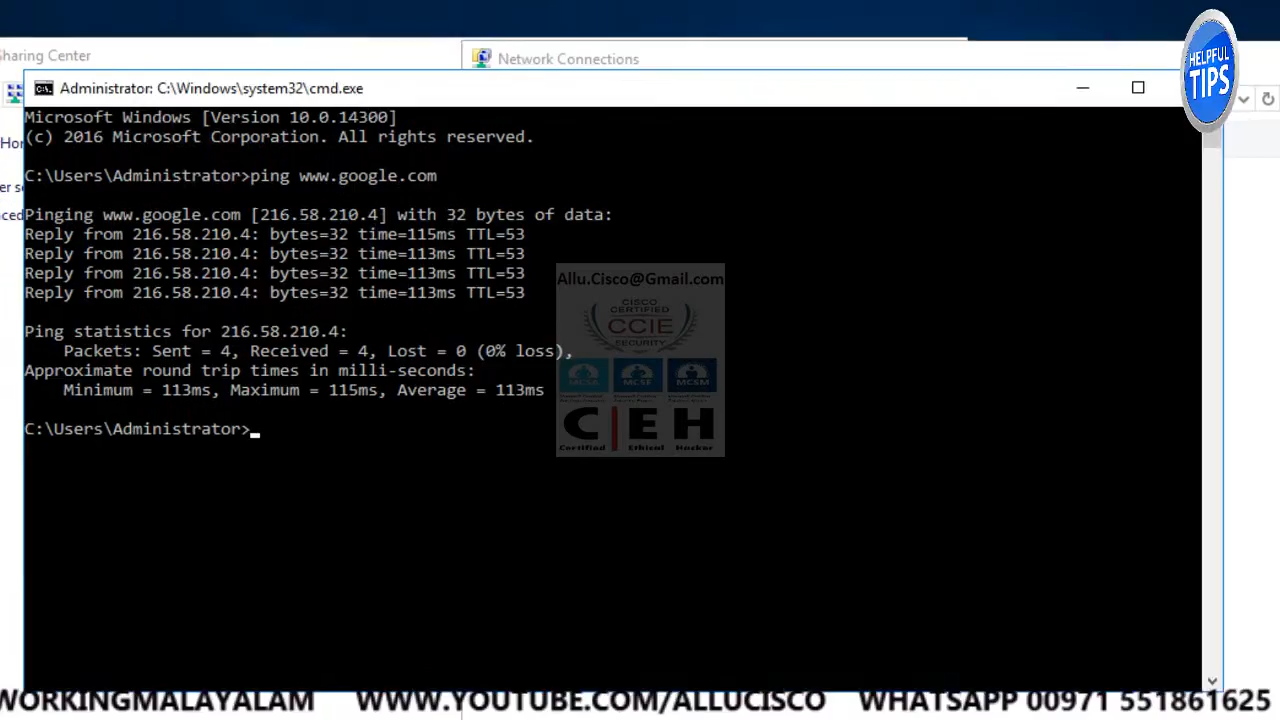 Sharing Center
Network Connections
HELPFUL
TIPS
Administrator: C:\Windows\system32\cmd.exe
Microsoft Windows [Version 10.0.14300]
(c) 2016 Microsoft Corporation. All rights reserved.
C:\Users\Administrator>ping www.google.com
Pinging www.google.com [216.58.210.4] with 32 bytes of data:
Reply from 216.58.210.4: bytes=32 time=115ms TTL=53
Reply from 216.58.210.4: bytes=32 time=113ms TTL=53
Reply from 216.58.210.4: bytes=32 time=113ms TTL=53
Reply from 216.58.210.4: bytes=32 time=113ms TTL=53
Ping statistics for 216.58.210.4:
Packets: Sent = 4, Received = 4, Lost = 0 (0% loss),
Approximate round trip times in milli-seconds:
Minimum = 113ms, Maximum = 115ms, Average = 113ms
C:\Users\Administrator>
Allu.Cisco@Gmail.com
CISCO
CERTIFIED
CCIE
SECURITY
MCSA MCSE MCSM
C|EH
Certified Ethical Hacker
WORKINGMALAYALAM WWW.YOUTUBE.COM/ALLUCISCO WHATSAPP 00971 551861625